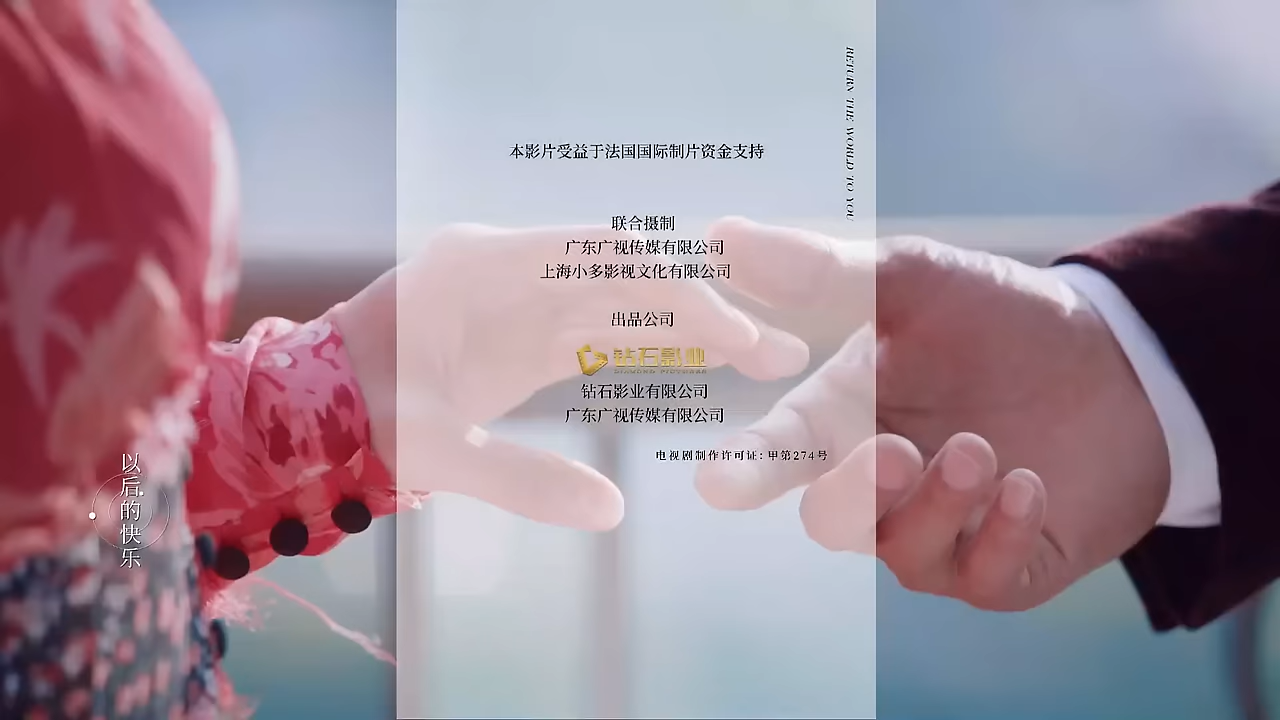 RETURN THE WORLD TO YOU
本影片受益于法国国际制片资金支持
联合摄制
广东广视传媒有限公司
上海小多影视文化有限公司
出品公司
钻石影业
DIAMOND PICTURES
钻石影业有限公司
广东广视传媒有限公司
电视剧制作许可证：甲第274号
以后的快乐